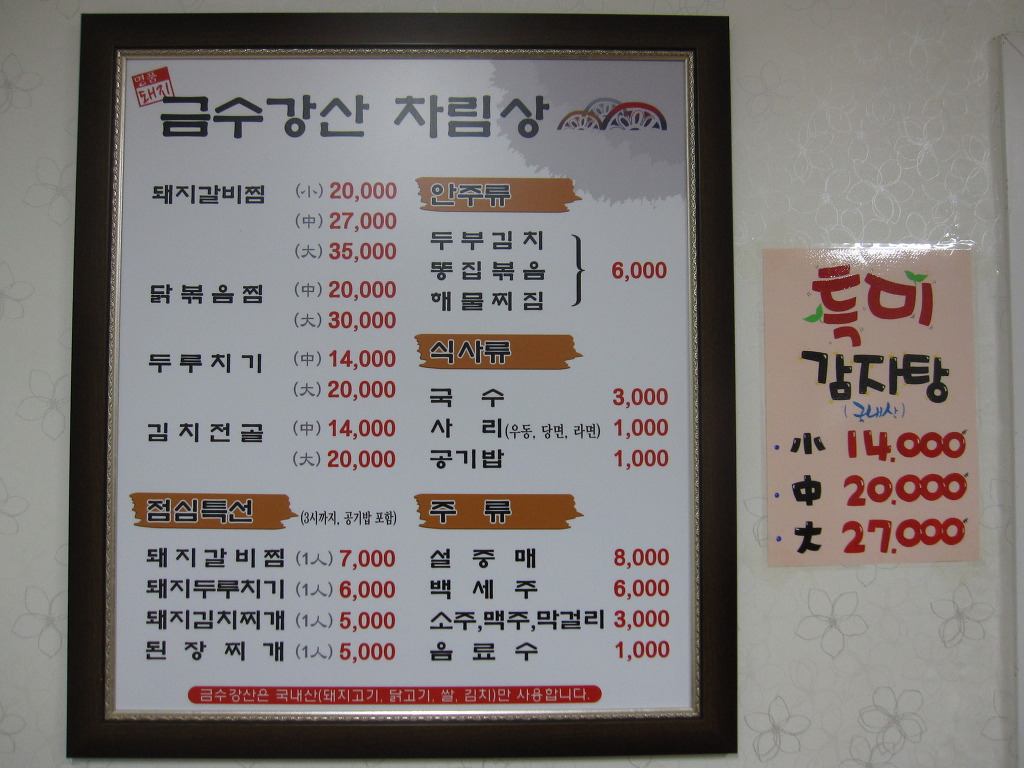 명품
돼지
금수강산 차림상
돼지갈비찜 (小) 20,000
(中) 27,000
(大) 35,000
닭볶음찜 (中) 20,000
(大) 30,000
두루치기 (中) 14,000
(大) 20,000
김치전골 (中) 14,000
(大) 20,000
점심특선 (3시까지, 공기밥 포함)
돼지갈비찜 (1人) 7,000
돼지두루치기 (1人) 6,000
돼지김치찌개 (1人) 5,000
된장찌개 (1人) 5,000
안주류
두부김치
똥집볶음 6,000
해물찌짐
식사류
국수 3,000
사리(우동, 당면, 라면) 1,000
공기밥 1,000
주류
설중매 8,000
백세주 6,000
소주,맥주,막걸리 3,000
음료수 1,000
금수강산은 국내산(돼지고기, 닭고기, 쌀, 김치)만 사용합니다.
특미
감자탕
(국내산)
· 小 14.000
· 中 20.000
· 大 27.000